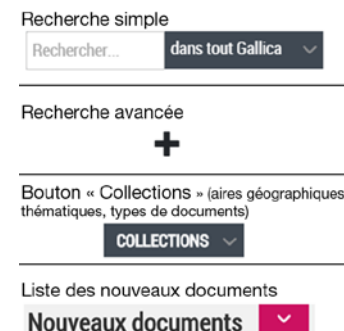 Recherche simple
Rechercher... dans tout Gallica
Recherche avancée
Bouton « Collections » (aires géographiques
thématiques, types de documents)
COLLECTIONS
Liste des nouveaux documents
Nouveaux documents